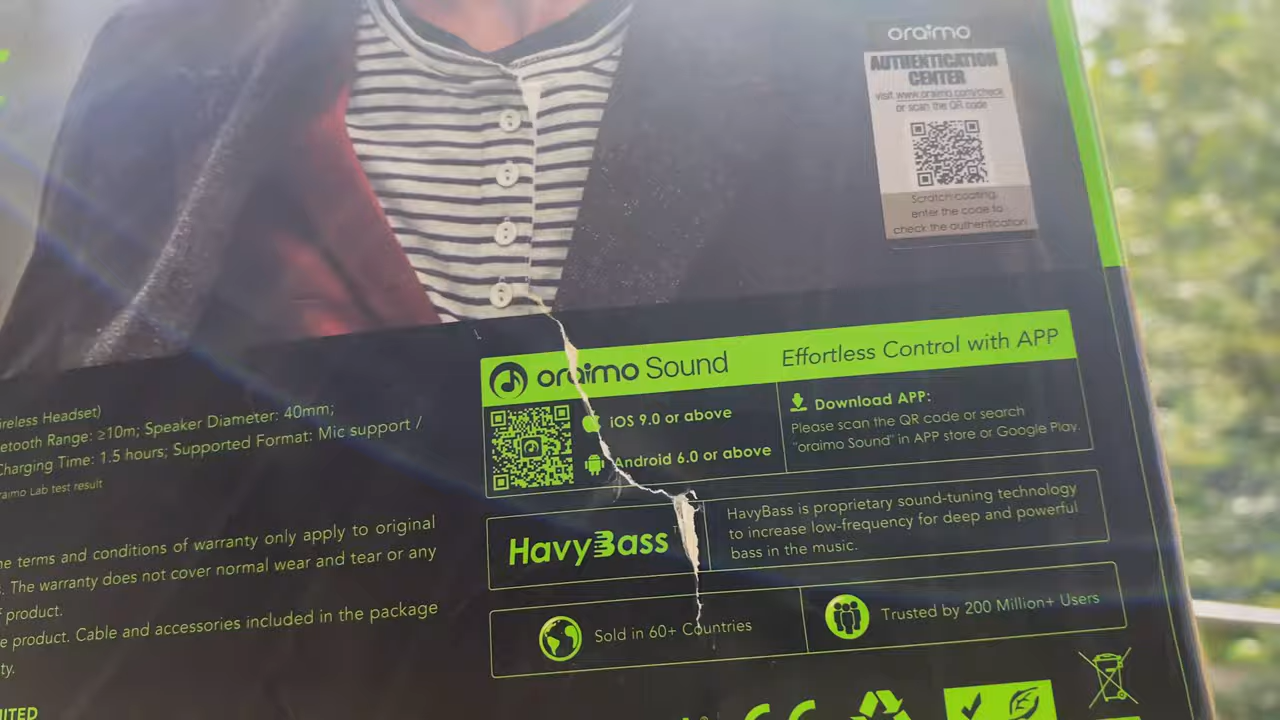 oraimo
AUTHENTICATION
CENTER
visit www.oraimo.com/check
or scan the QR code
Scratch coating,
enter the code to
check the authentication
oraimo Sound
Effortless Control with APP
iOS 9.0 or above
Android 6.0 or above
Download APP:
Please scan the QR code or search
"oraimo Sound" in APP store or Google Play.
HavyBass
HavyBass is proprietary sound-tuning technology
to increase low-frequency for deep and powerful
bass in the music.
Sold in 60+ Countries
Trusted by 200 Million+ Users
ireless Headset)
etooth Range: ≥10m; Speaker Diameter: 40mm;
Charging Time: 1.5 hours; Supported Format: Mic support /
raimo Lab test result
he terms and conditions of warranty only apply to original
. The warranty does not cover normal wear and tear or any
f product.
e product. Cable and accessories included in the package
ty.
ITED
CE